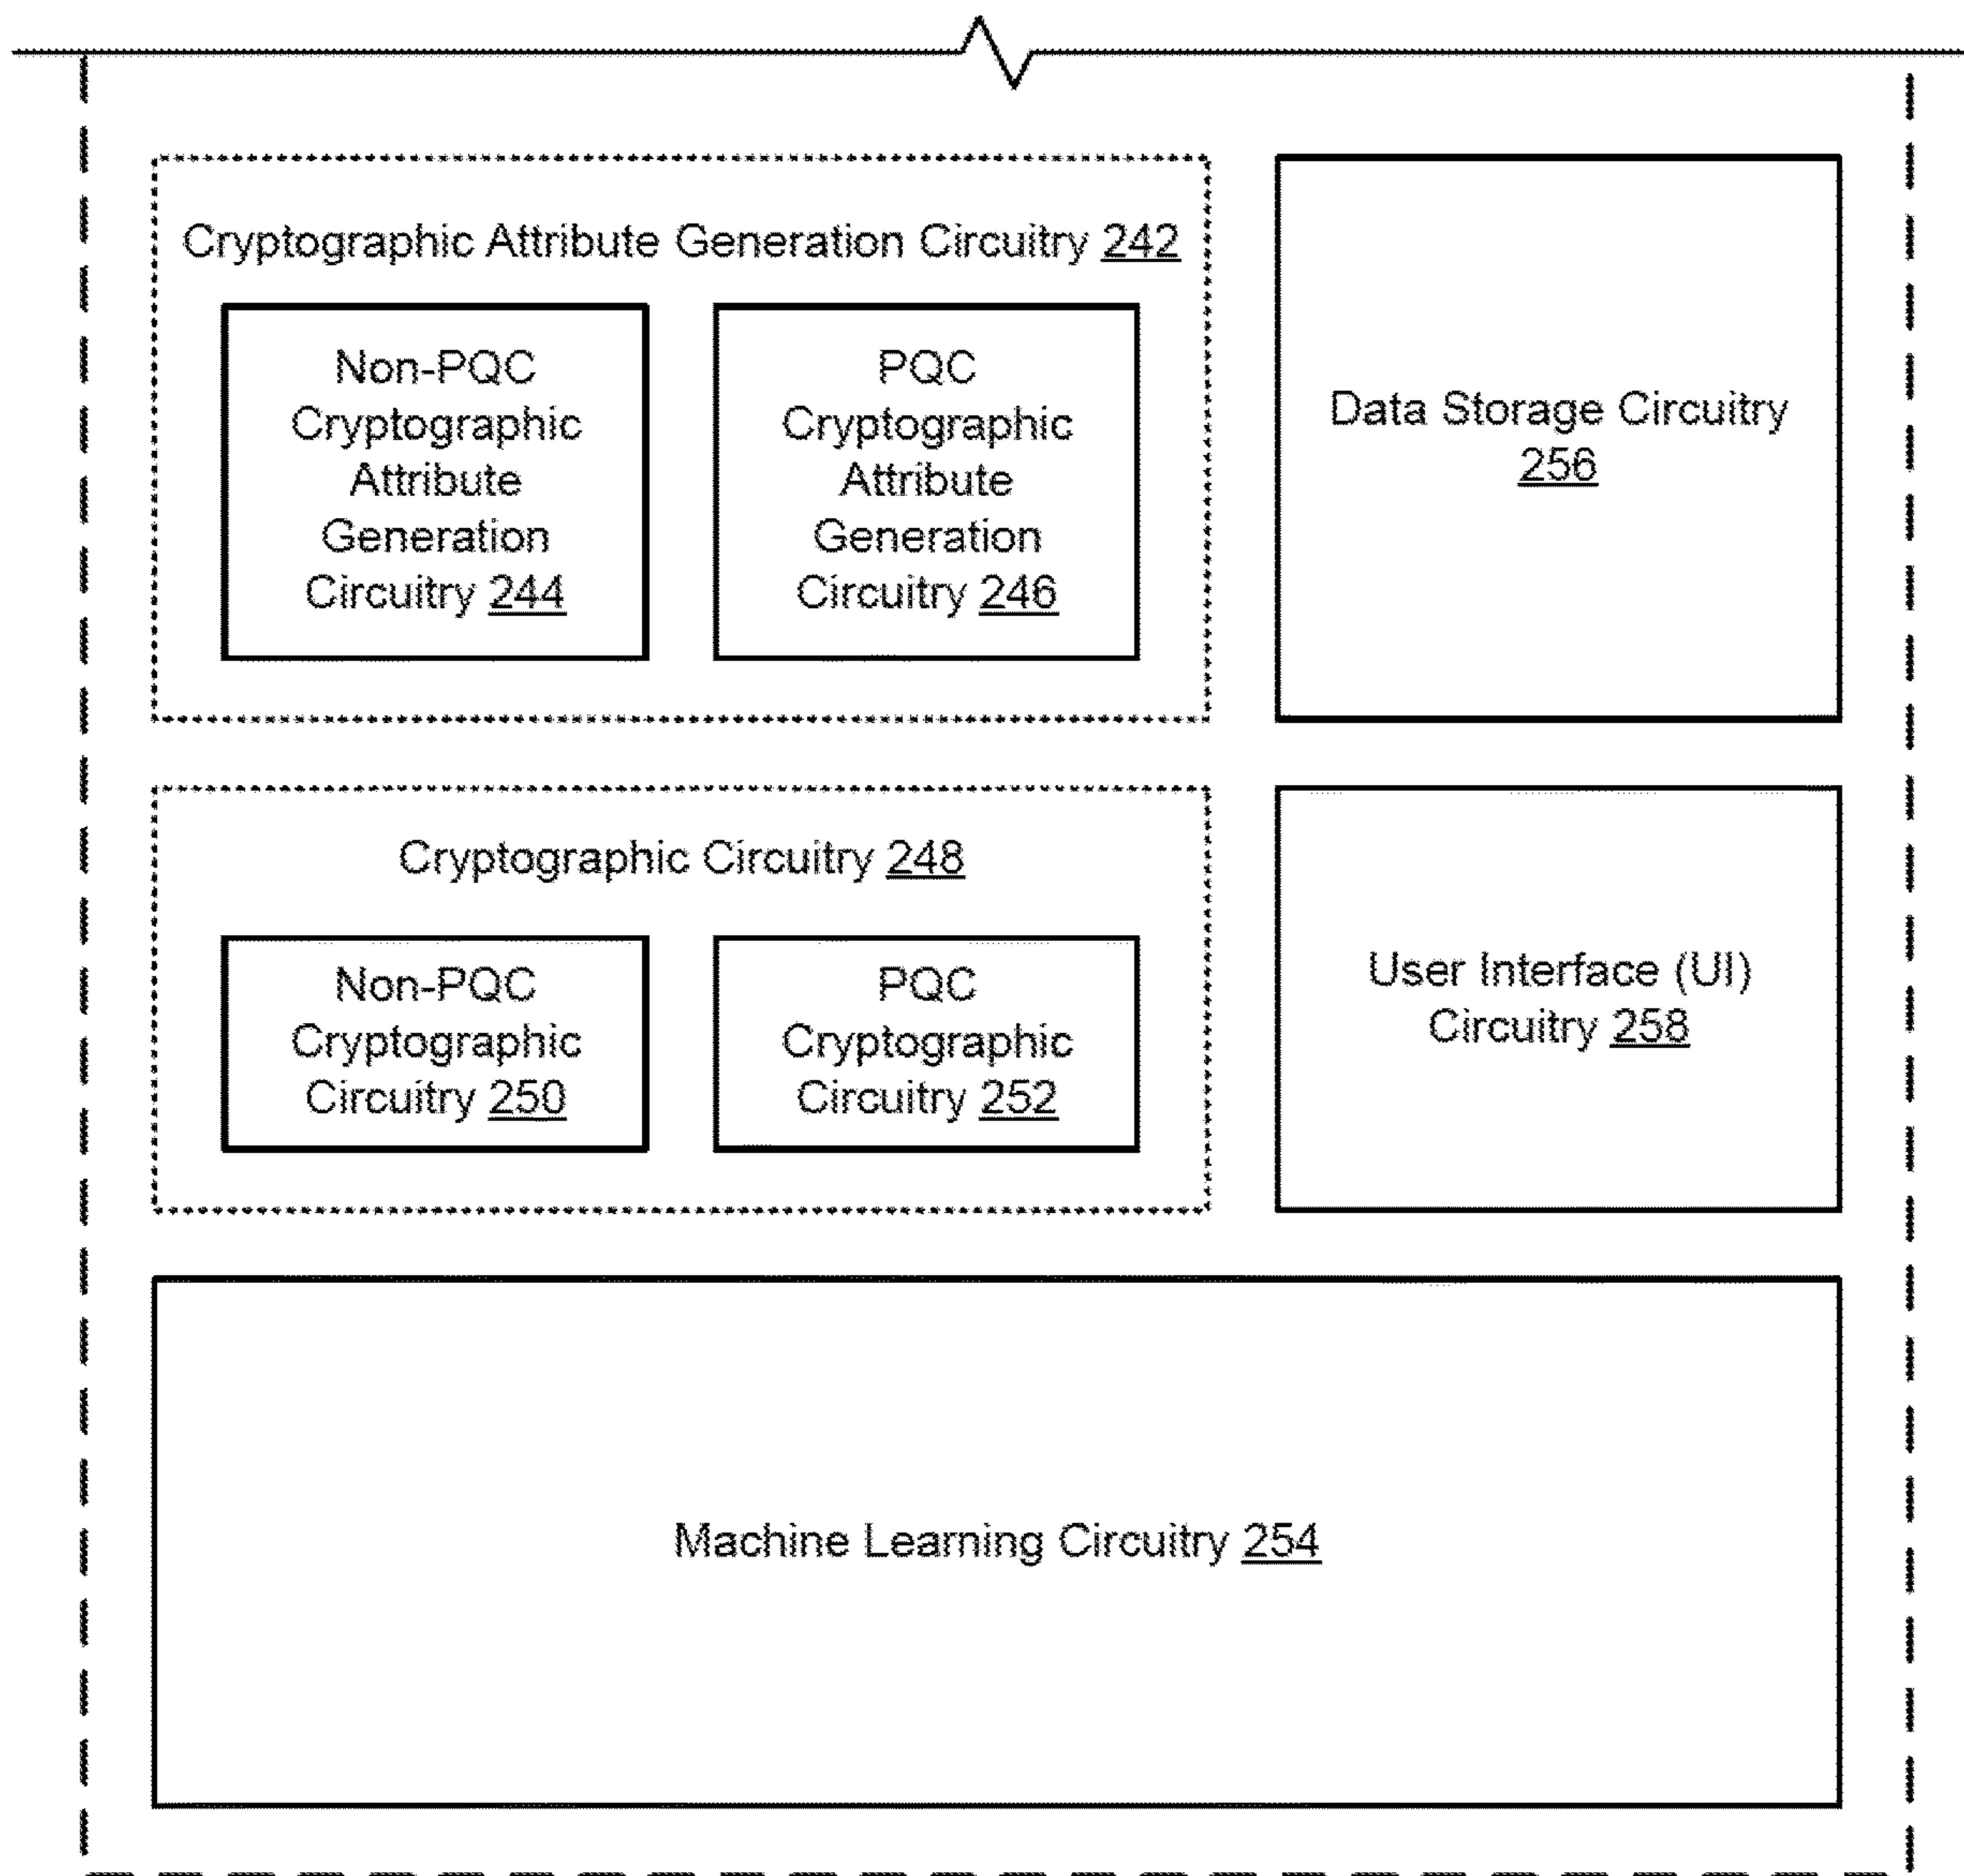 Cryptographic Attribute Generation Circuitry 242
Non-PQC
Cryptographic
Attribute
Generation
Circuitry 244
PQC
Cryptographic
Attribute
Generation
Circuitry 246
Data Storage Circuitry
256
Cryptographic Circuitry 248
Non-PQC
Cryptographic
Circuitry 250
PQC
Cryptographic
Circuitry 252
User Interface (UI)
Circuitry 258
Machine Learning Circuitry 254